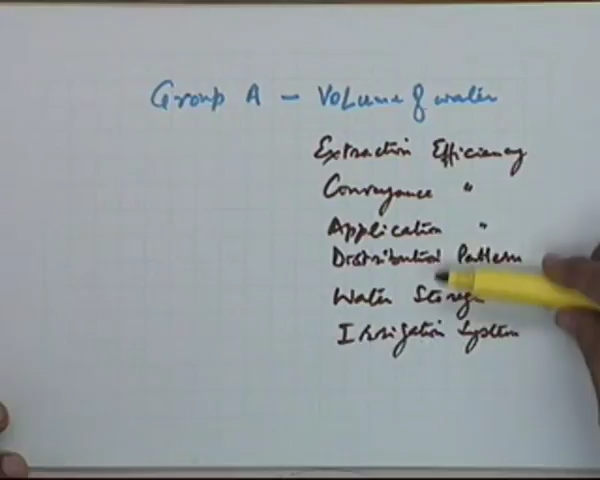 Group A - Volume of water
Extraction Efficiency
Conveyance "
Application "
Distribution Pattern
Water Storage
Irrigation System